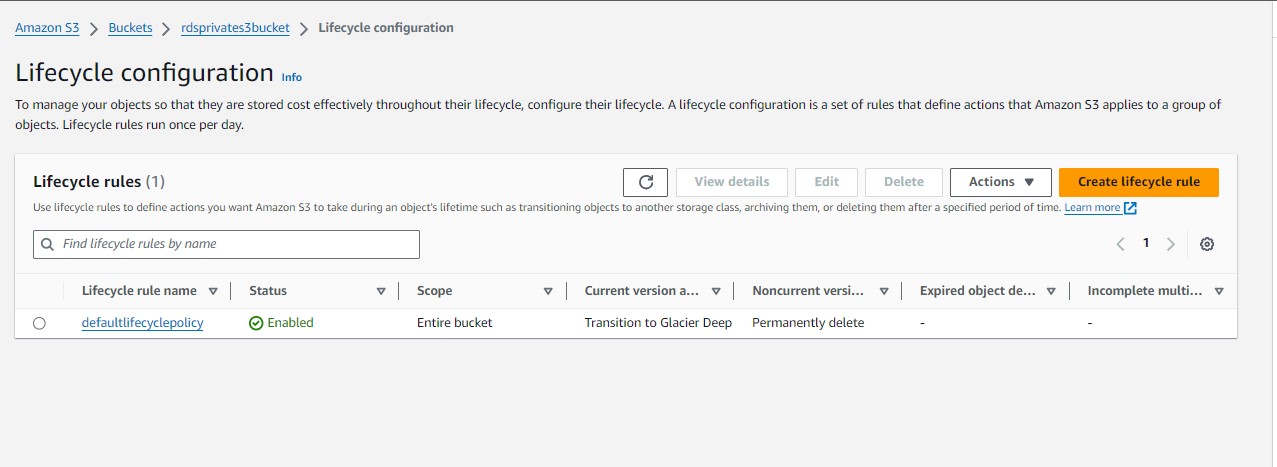 Amazon S3 > Buckets > rdsprivates3bucket > Lifecycle configuration
Lifecycle configuration Info
To manage your objects so that they are stored cost effectively throughout their lifecycle, configure their lifecycle. A lifecycle configuration is a set of rules that define actions that Amazon S3 applies to a group of
objects. Lifecycle rules run once per day.
Lifecycle rules (1) View details Edit Delete Actions Create lifecycle rule
Use lifecycle rules to define actions you want Amazon S3 to take during an object's lifetime such as transitioning objects to another storage class, archiving them, or deleting them after a specified period of time. Learn more
Find lifecycle rules by name 1
Lifecycle rule name Status Scope Current version a... Noncurrent versi... Expired object de... Incomplete multi...
defaultlifecyclepolicy Enabled Entire bucket Transition to Glacier Deep Permanently delete - -